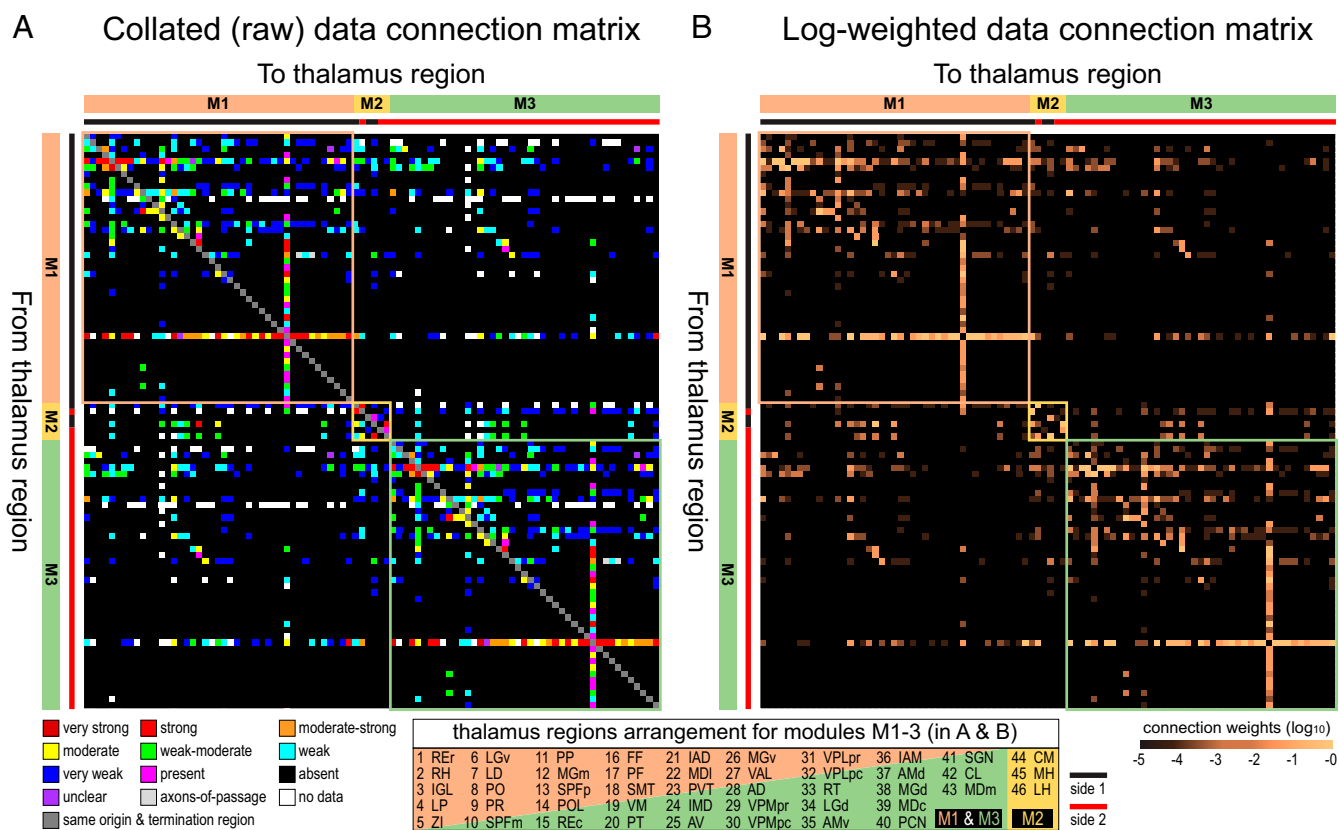 A Collated (raw) data connection matrix
To thalamus region
M1 M2 M3
From thalamus region
M1
M2
M3
B Log-weighted data connection matrix
To thalamus region
M1 M2 M3
From thalamus region
M1
M2
M3
very strong strong moderate-strong
moderate weak-moderate weak
very weak present absent
unclear axons-of-passage no data
same origin & termination region
thalamus regions arrangement for modules M1-3 (in A & B)
1 REr 6 LGv 11 PP 16 FF 21 IAD 26 MGv 31 VPLpr 36 IAM 41 SGN 44 CM
2 RH 7 LD 12 MGm 17 PF 22 MDl 27 VAL 32 VPLpc 37 AMd 42 CL 45 MH
3 IGL 8 PO 13 SPFp 18 SMT 23 PVT 28 AD 33 RT 38 MGd 43 MDm 46 LH
4 LP 9 PR 14 POL 19 VM 24 IMD 29 VPMpr 34 LGd 39 MDc
5 ZI 10 SPFm 15 REc 20 PT 25 AV 30 VPMpc 35 AMv 40 PCN M1 & M3 M2
connection weights (log10)
-5 -4 -3 -2 -1 -0
side 1
side 2